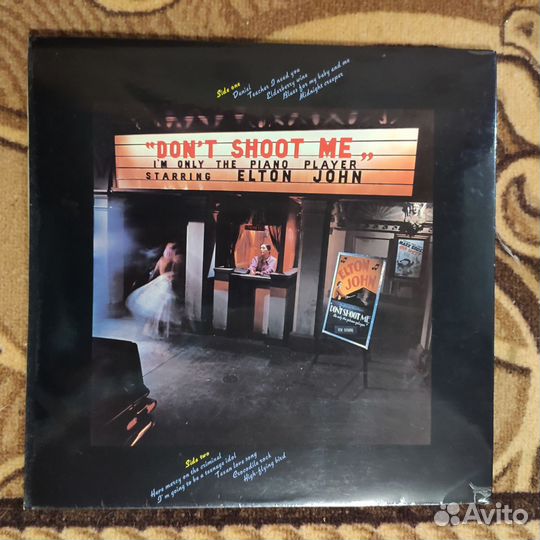 Side one
Daniel
Teacher I need you
Elderberry wine
Blues for my baby and me
Midnight creeper
"DON'T SHOOT ME„
I'M ONLY THE PIANO PLAYER
STARRING ELTON JOHN
ELTON
JOHN
DON'T SHOOT ME
Side two
Have mercy on the criminal
I'm going to be a teenage idol
Texan love song
Crocodile rock
High-flying bird
Avito